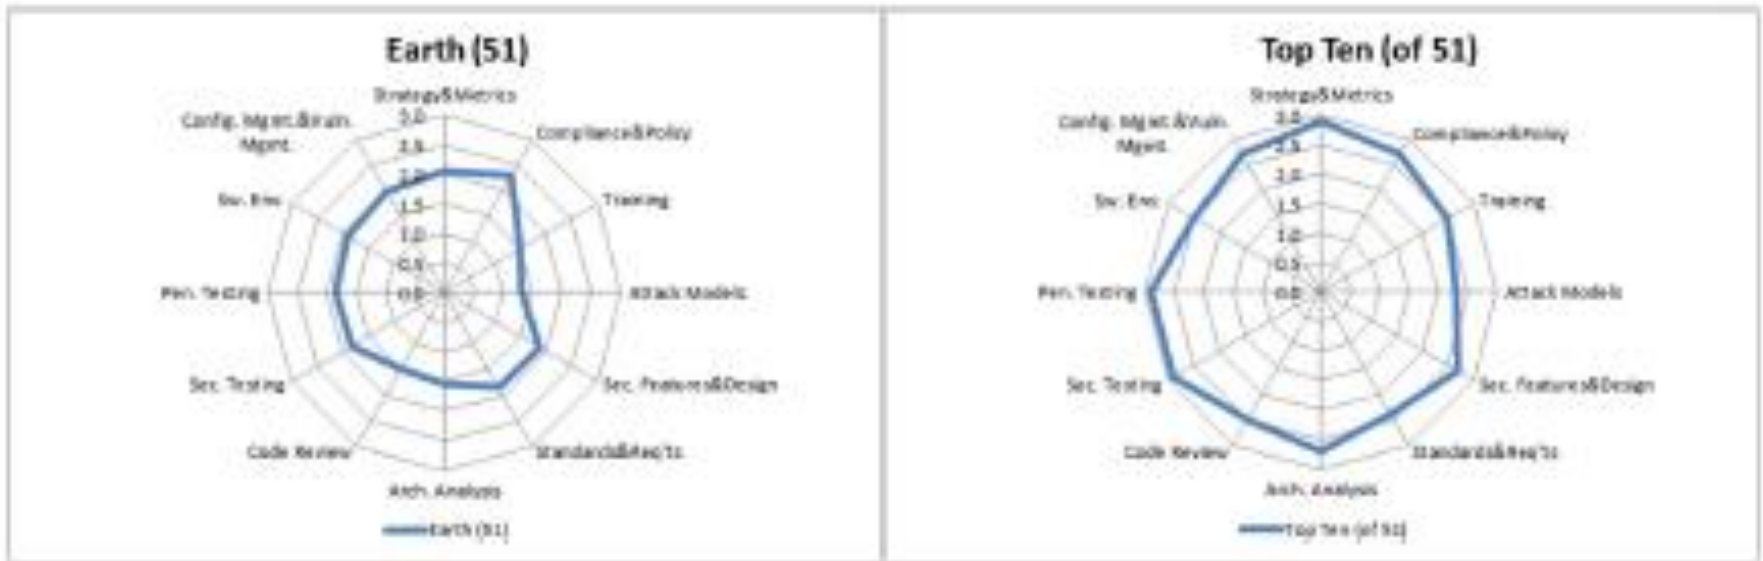 Earth (51)
Strategy&Metrics
3.0
Config. Mgmt.&Vuln.
Mgmt.
Compliance&Policy
2.5
2.0
Sw. Env.
Training
1.5
1.0
0.5
Pen. Testing
0.0
Attack Models
Sec. Testing
Sec. Features&Design
Code Review
Standards&Req'ts
Arch. Analysis
Earth (51)
Top Ten (of 51)
Strategy&Metrics
3.0
Config. Mgmt.&Vuln.
Mgmt.
Compliance&Policy
2.5
2.0
Sw. Env.
Training
1.5
1.0
0.5
Pen. Testing
0.0
Attack Models
Sec. Testing
Sec. Features&Design
Code Review
Standards&Req'ts
Arch. Analysis
Top Ten (of 51)